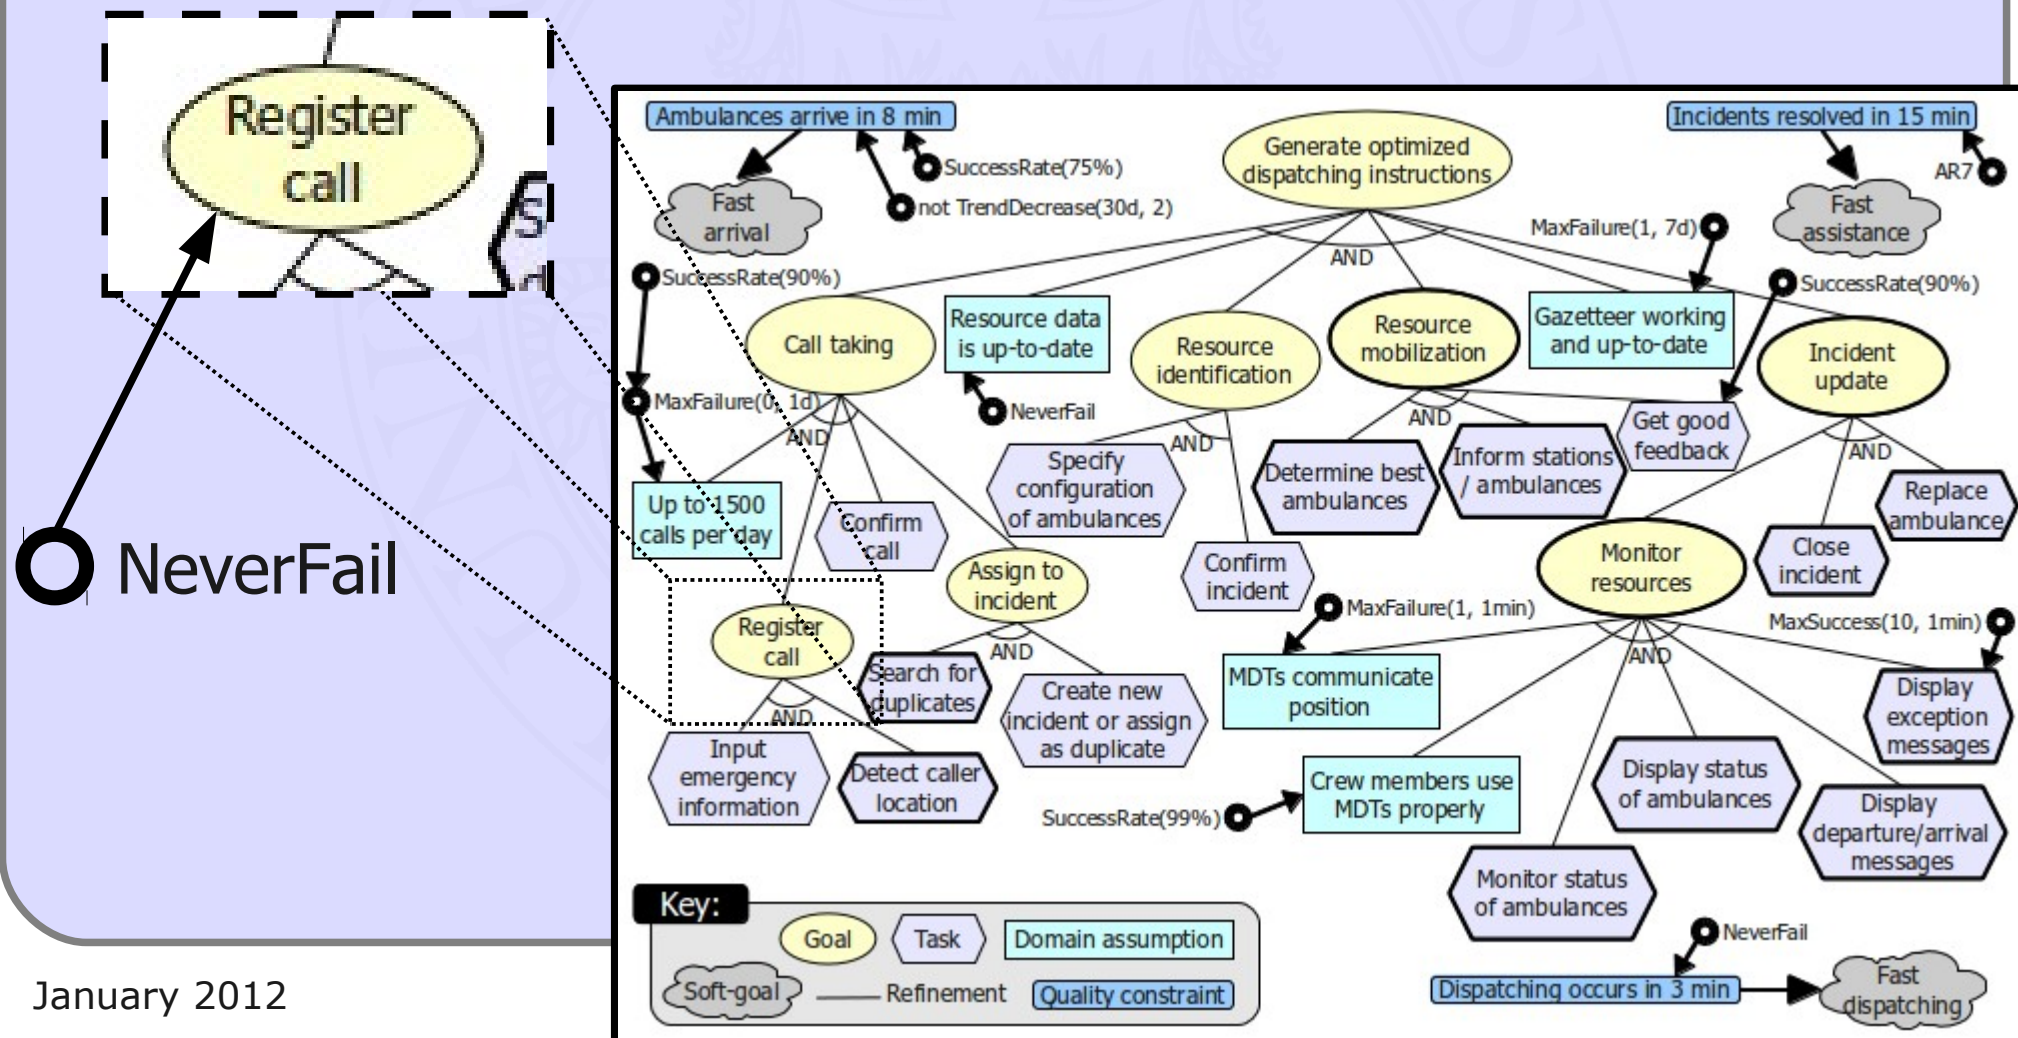 Register
call
NeverFail
January 2012
Ambulances arrive in 8 min
Incidents resolved in 15 min
Generate optimized
dispatching instructions
SuccessRate(75%)
AR7
Fast
arrival
not TrendDecrease(30d, 2)
MaxFailure(1, 7d)
Fast
assistance
AND
SuccessRate(90%)
SuccessRate(90%)
Call taking
Resource data
is up-to-date
Resource
identification
Resource
mobilization
Gazetteer working
and up-to-date
Incident
update
MaxFailure(0, 1d)
NeverFail
AND
AND
AND
AND
Get good
feedback
Specify
configuration
of ambulances
Determine best
ambulances
Inform stations
/ ambulances
Replace
ambulance
Up to 1500
calls per day
Confirm
call
Confirm
incident
Close
incident
Assign to
incident
Monitor
resources
MaxFailure(1, 1min)
MaxSuccess(10, 1min)
Register
call
AND
AND
Search for
duplicates
Create new
incident or assign
as duplicate
MDTs communicate
position
Display
exception
messages
AND
Input
emergency
information
Detect caller
location
Crew members use
MDTs properly
Display status
of ambulances
Display
departure/arrival
messages
SuccessRate(99%)
Monitor status
of ambulances
Key:
Goal
Task
Domain assumption
Soft-goal
Refinement
Quality constraint
NeverFail
Dispatching occurs in 3 min
Fast
dispatching